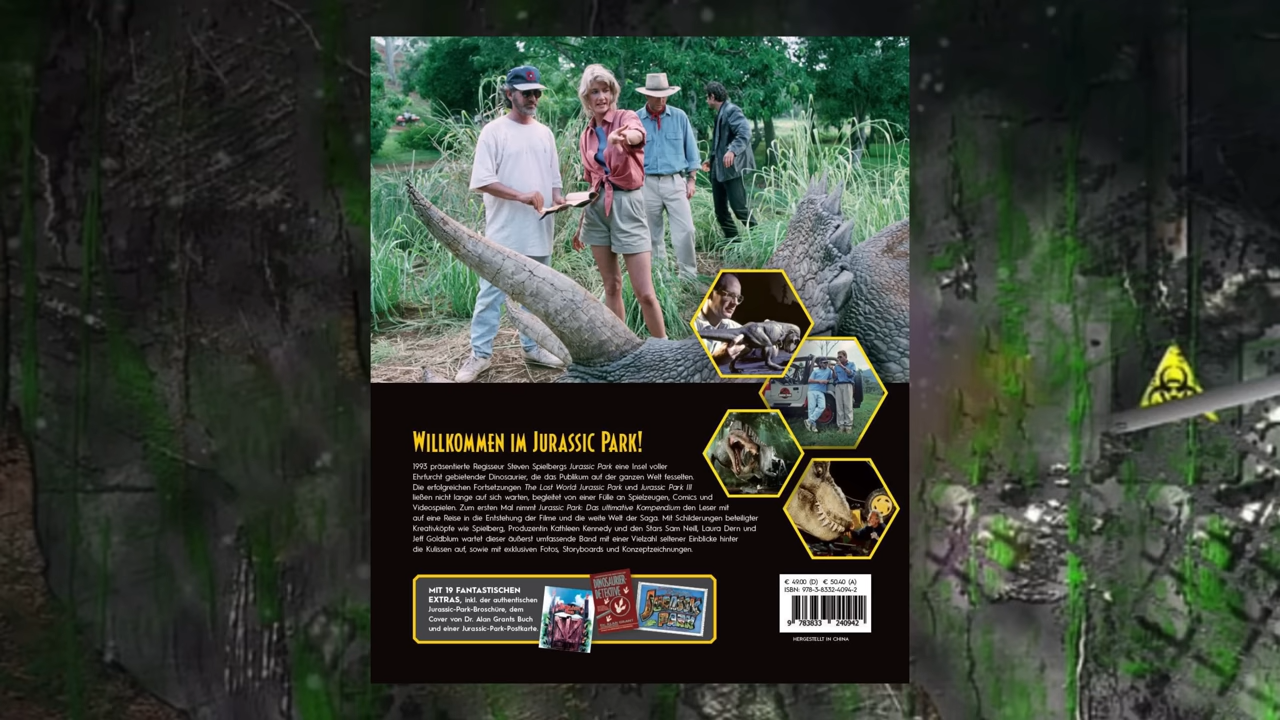 WILLKOMMEN IM JURASSIC PARK!
1993 präsentierte Regisseur Steven Spielbergs Jurassic Park eine Insel voller
Ehrfurcht gebietender Dinosaurier, die das Publikum auf der ganzen Welt fesselten.
Die erfolgreichen Fortsetzungen The Lost World Jurassic Park und Jurassic Park III
ließen nicht lange auf sich warten, begleitet von einer Fülle an Spielzeugen, Comics und
Videospielen. Zum ersten Mal nimmt Jurassic Park: Das ultimative Kompendium den Leser mit
auf eine Reise in die Entstehung der Filme und die weite Welt der Saga. Mit Schilderungen beteiligter
Kreativköpfe wie Spielberg, Produzentin Kathleen Kennedy und den Stars Sam Neill, Laura Dern und
Jeff Goldblum wartet dieser äußerst umfassende Band mit einer Vielzahl seltener Einblicke hinter
die Kulissen auf, sowie mit exklusiven Fotos, Storyboards und Konzeptzeichnungen.
MIT 19 FANTASTISCHEN
EXTRAS, inkl. der authentischen
Jurassic-Park-Broschüre, dem
Cover von Dr. Alan Grants Buch
und einer Jurassic-Park-Postkarte.
DINOSAURIER-
DETEKTIVE
JURASSIC
PARK
€ 49.00 (D) € 50.40 (A)
ISBN: 978-3-8332-4094-2
9 783833 240942
HERGESTELLT IN CHINA